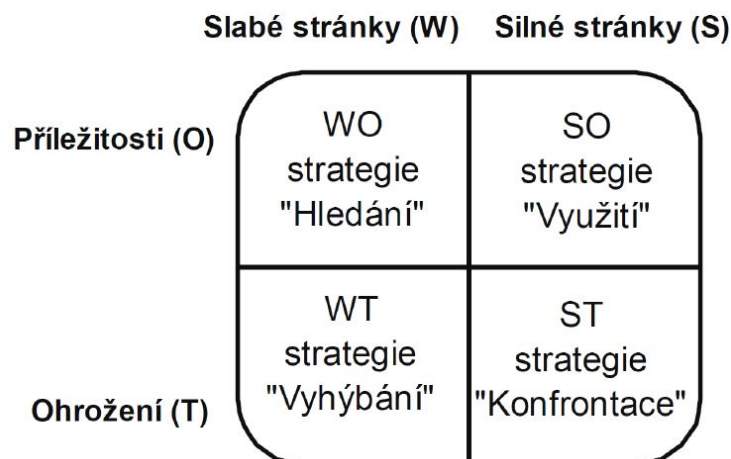 Slabé stránky (W) Silné stránky (S)
Příležitosti (O)
WO
strategie
"Hledání"
SO
strategie
"Využití"
Ohrožení (T)
WT
strategie
"Vyhýbání"
ST
strategie
"Konfrontace"